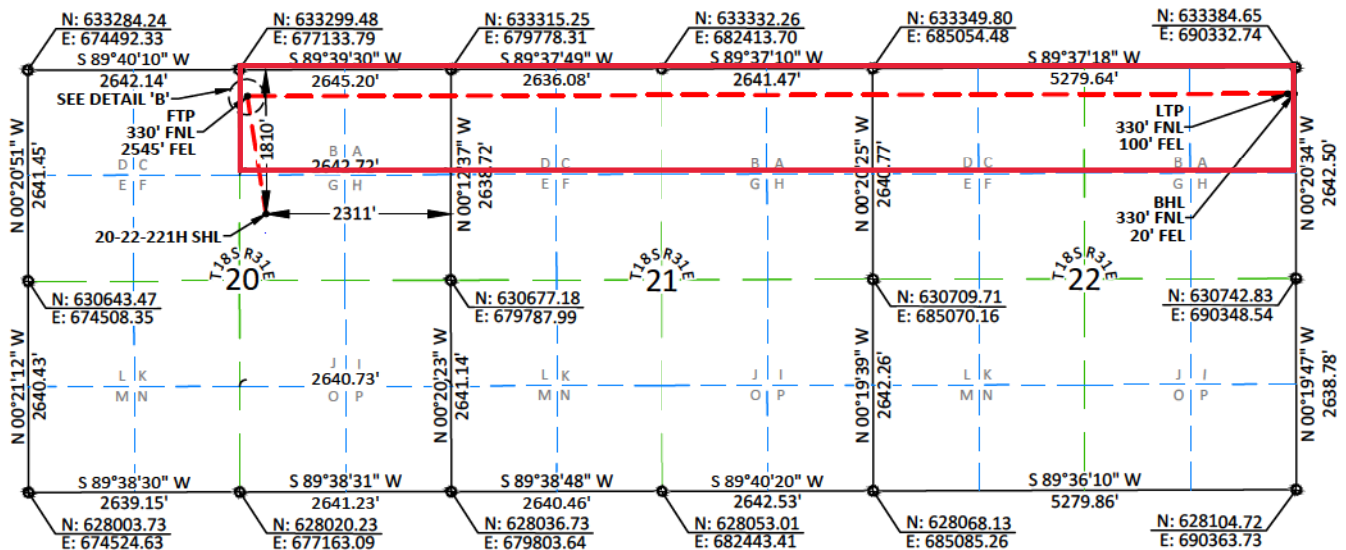 N: 633284.24
E: 674492.33
N: 633299.48
E: 677133.79
N: 633315.25
E: 679778.31
N: 633332.26
E: 682413.70
N: 633349.80
E: 685054.48
N: 633384.65
E: 690332.74
S 89°40'10" W
2642.14'
S 89°39'30" W
2645.20'
S 89°37'49" W
2636.08'
S 89°37'10" W
2641.47'
S 89°37'18" W
5279.64'
SEE DETAIL 'B'
FTP
330' FNL
2545' FEL
1810'
LTP
330' FNL
100' FEL
N 00°20'51" W
2641.45'
N 00°12'37" W
2638.72'
N 00°20'25" W
2640.77'
N 00°20'34" W
2642.50'
D C
E F
B A
2642.72'
G H
D C
E F
B A
G H
D C
E F
B A
G H
2311'
20-22-221H SHL
BHL
330' FNL
20' FEL
T18S R31E
20
T18S R31E
21
T18S R31E
22
N: 630643.47
E: 674508.35
N: 630677.18
E: 679787.99
N: 630709.71
E: 685070.16
N: 630742.83
E: 690348.54
N 00°21'12" W
2640.43'
N 00°20'23" W
2641.14'
N 00°19'39" W
2642.26'
N 00°19'47" W
2638.78'
L K
M N
J I
2640.73'
O P
L K
M N
J I
O P
L K
M N
J I
O P
S 89°38'30" W
2639.15'
S 89°38'31" W
2641.23'
S 89°38'48" W
2640.46'
S 89°40'20" W
2642.53'
S 89°36'10" W
5279.86'
N: 628003.73
E: 674524.63
N: 628020.23
E: 677163.09
N: 628036.73
E: 679803.64
N: 628053.01
E: 682443.41
N: 628068.13
E: 685085.26
N: 628104.72
E: 690363.73